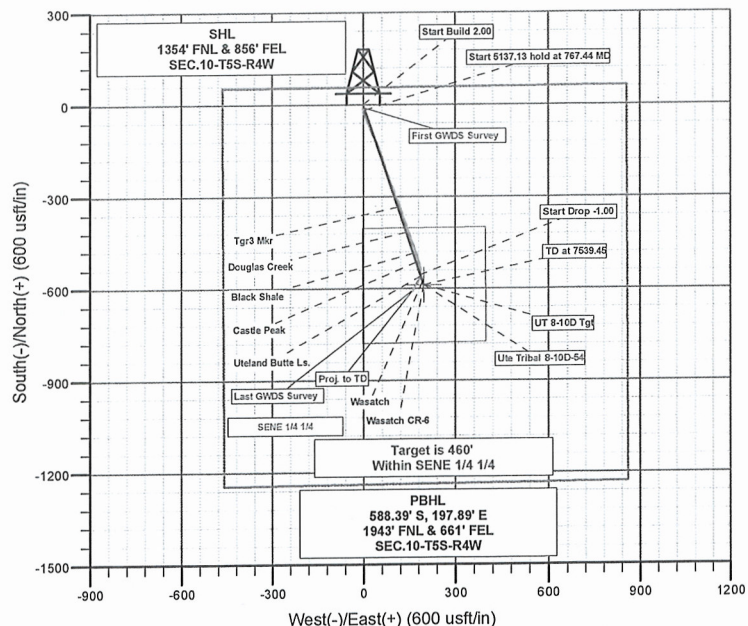 300
SHL
1354' FNL & 856' FEL
SEC.10-T5S-R4W
Start Build 2.00
Start 5137.13 hold at 767.44 MD
0
First GWDS Survey
-300
Tgr3 Mkr
Start Drop -1.00
Douglas Creek
TD at 7539.45
Black Shale
-600
Castle Peak
UT 8-10D Tgt
Uteland Butte Ls.
Ute Tribal 8-10D-54
Proj. to TD
-900
Last GWDS Survey
Wasatch
Wasatch CR-6
SENE 1/4 1/4
Target is 460'
Within SENE 1/4 1/4
-1200
PBHL
588.39' S, 197.89' E
1943' FNL & 661' FEL
SEC.10-T5S-R4W
-1500
-900
-600
-300
0
300
600
900
1200
South(-)/North(+) (600 usft/in)
West(-)/East(+) (600 usft/in)